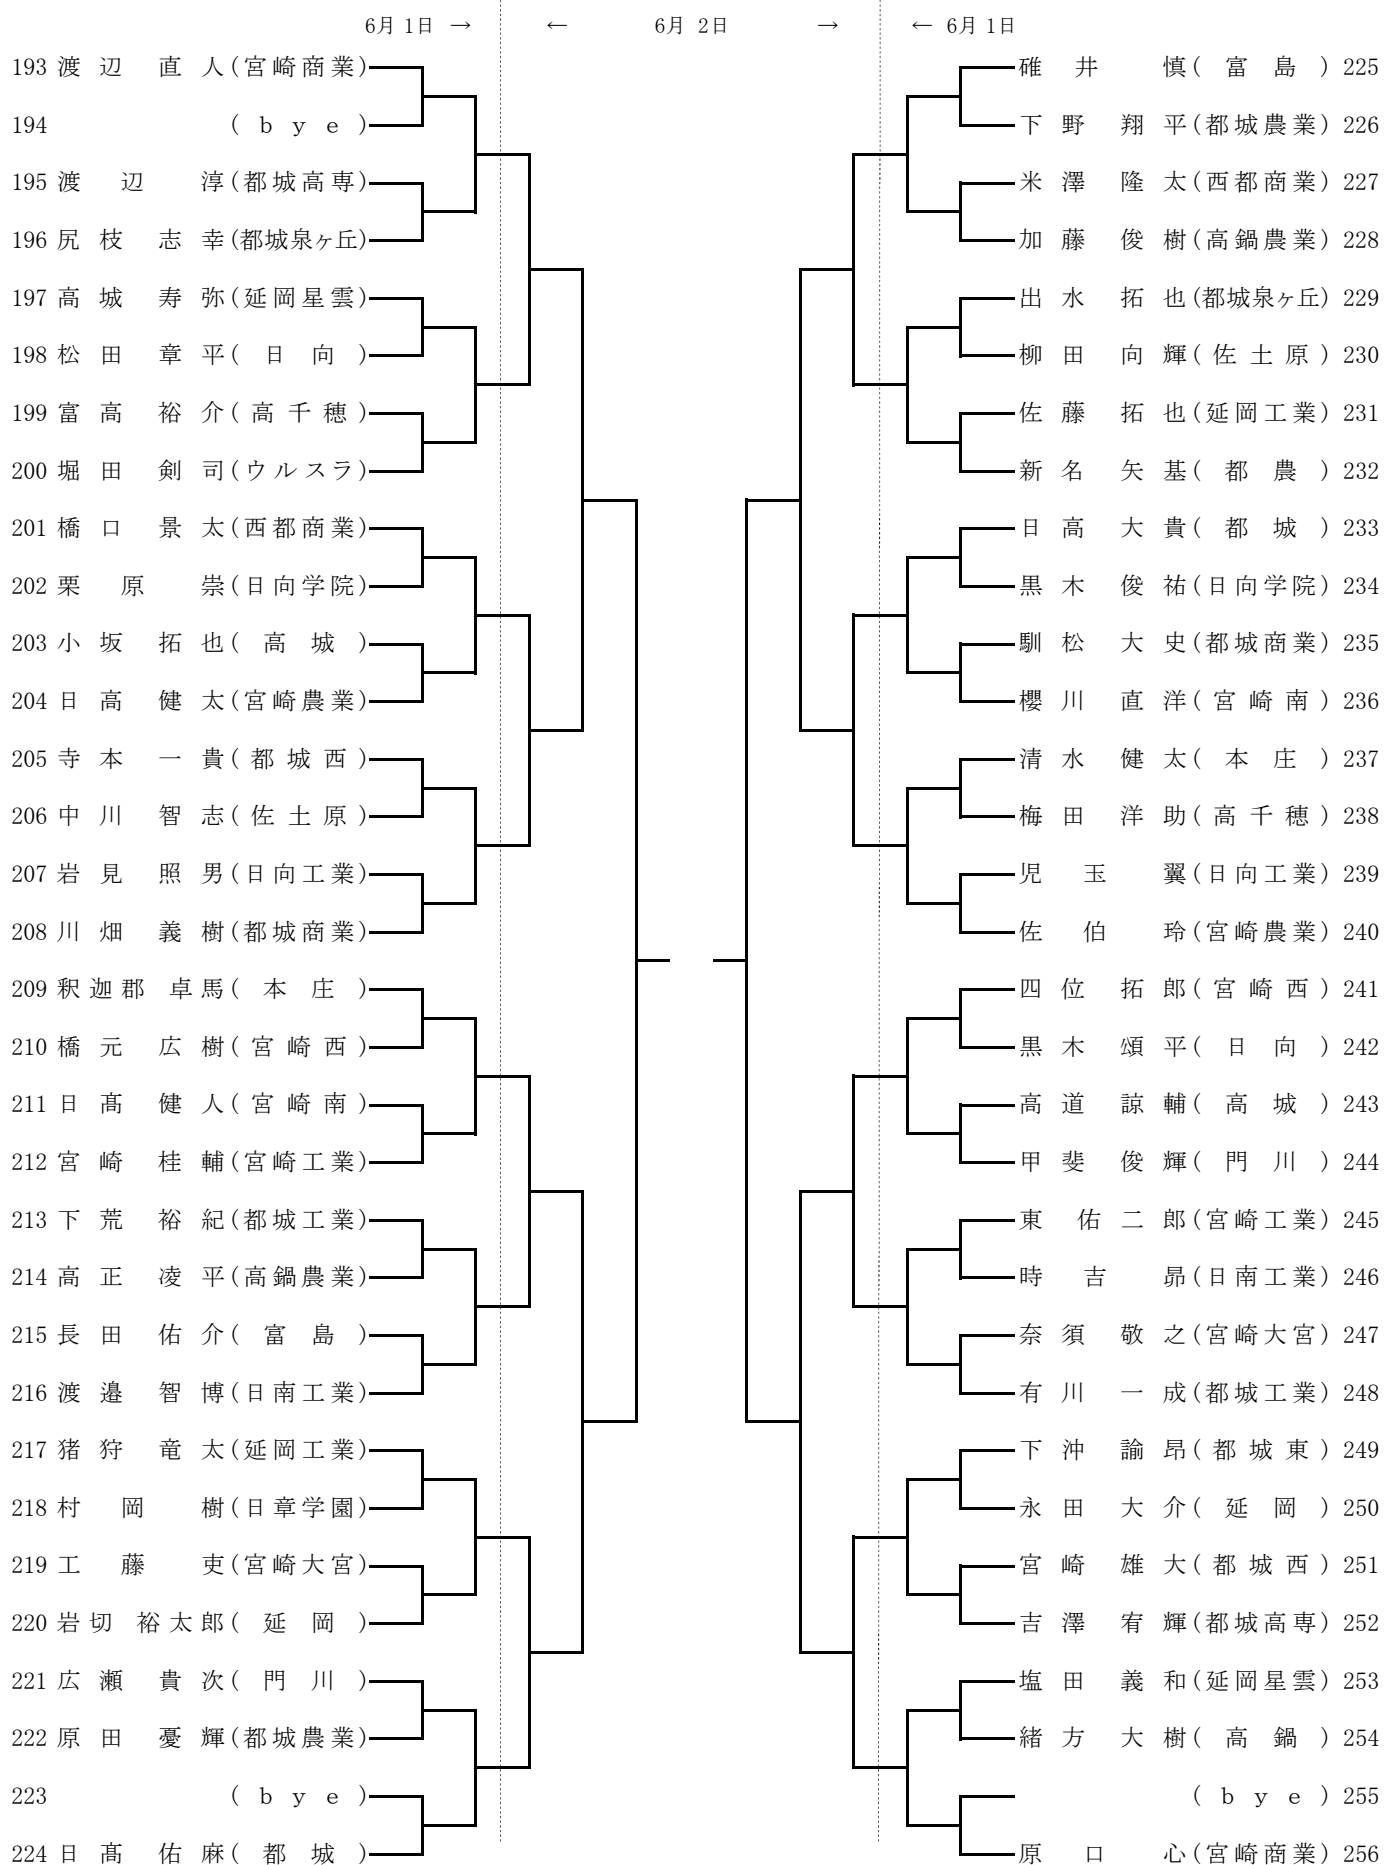 6月 1日 → ← 6月 2日 → ← 6月 1日
193 渡辺 直人(宮崎商業)
194 (bye)
195 渡辺 淳(都城高専)
196 尻枝 志幸(都城泉ヶ丘)
197 高城 寿弥(延岡星雲)
198 松田 章平(日向)
199 富高 裕介(高千穂)
200 堀田 剣司(ウルスラ)
201 橋口 景太(西都商業)
202 栗原 崇(日向学院)
203 小坂 拓也(高城)
204 日高 健太(宮崎農業)
205 寺本 一貴(都城西)
206 中川 智志(佐土原)
207 岩見 照男(日向工業)
208 川畑 義樹(都城商業)
209 釈迦郡 卓馬(本庄)
210 橋元 広樹(宮崎西)
211 日髙 健人(宮崎南)
212 宮崎 桂輔(宮崎工業)
213 下荒 裕紀(都城工業)
214 高正 凌平(高鍋農業)
215 長田 佑介(富島)
216 渡邉 智博(日南工業)
217 猪狩 竜太(延岡工業)
218 村岡 樹(日章学園)
219 工藤 吏(宮崎大宮)
220 岩切 裕太郎(延岡)
221 広瀬 貴次(門川)
222 原田 憂輝(都城農業)
223 (bye)
224 日髙 佑麻(都城)
碓井 慎(富島) 225
下野 翔平(都城農業) 226
米澤 隆太(西都商業) 227
加藤 俊樹(高鍋農業) 228
出水 拓也(都城泉ヶ丘) 229
柳田 向輝(佐土原) 230
佐藤 拓也(延岡工業) 231
新名 矢基(都農) 232
日高 大貴(都城) 233
黒木 俊祐(日向学院) 234
馴松 大史(都城商業) 235
櫻川 直洋(宮崎南) 236
清水 健太(本庄) 237
梅田 洋助(高千穂) 238
児玉 翼(日向工業) 239
佐伯 玲(宮崎農業) 240
四位 拓郎(宮崎西) 241
黒木 頌平(日向) 242
高道 諒輔(高城) 243
甲斐 俊輝(門川) 244
東 佑二郎(宮崎工業) 245
時吉 昴(日南工業) 246
奈須 敬之(宮崎大宮) 247
有川 一成(都城工業) 248
下沖 諭昂(都城東) 249
永田 大介(延岡) 250
宮崎 雄大(都城西) 251
吉澤 宥輝(都城高専) 252
塩田 義和(延岡星雲) 253
緒方 大樹(高鍋) 254
(bye) 255
原口 心(宮崎商業) 256